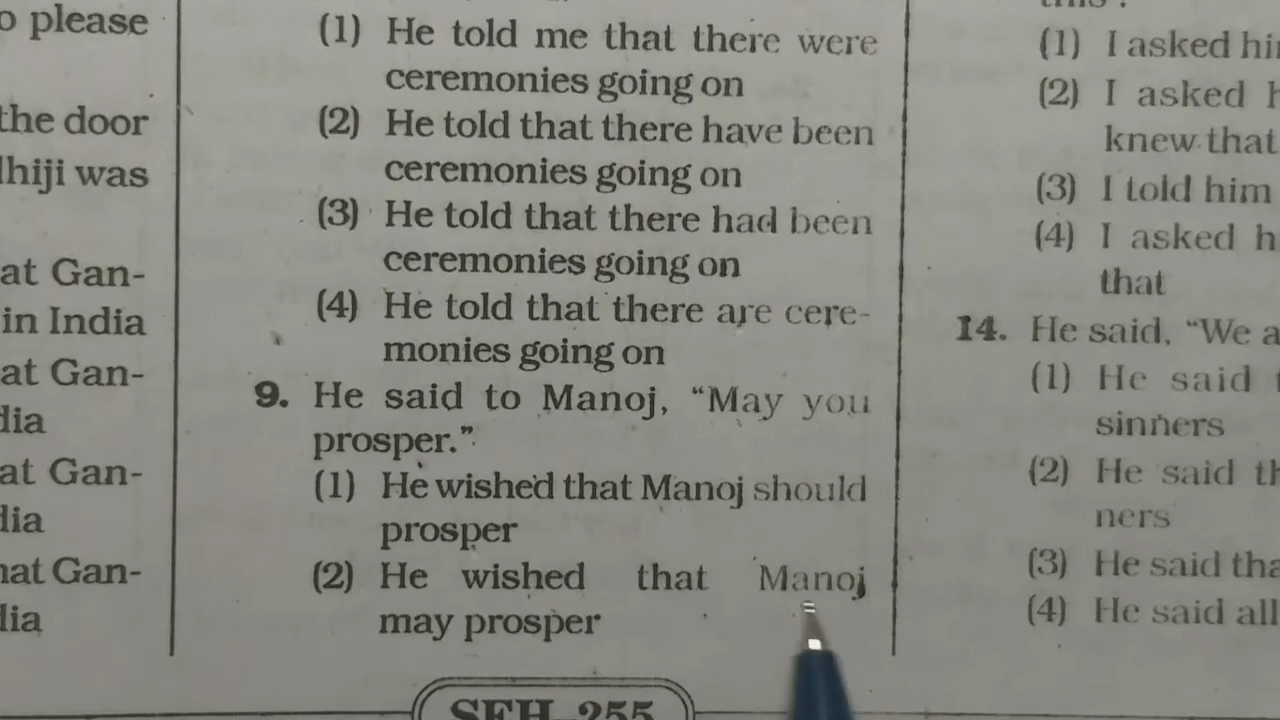 o please
the door
hiji was
at Gan-
in India
at Gan-
dia
at Gan-
dia
hat Gan-
dia
(1) He told me that there were
ceremonies going on
(2) He told that there have been
ceremonies going on
(3) He told that there had been
ceremonies going on
(4) He told that there are cere-
monies going on
9. He said to Manoj, “May you
prosper.”
(1) He wished that Manoj should
prosper
(2) He wished that Manoj
may prosper
SEH-255
(1) I asked hi
(2) I asked h
knew that
(3) I told him
(4) I asked h
that
14. He said, “We a
(1) He said t
sinners
(2) He said th
ners
(3) He said tha
(4) He said all